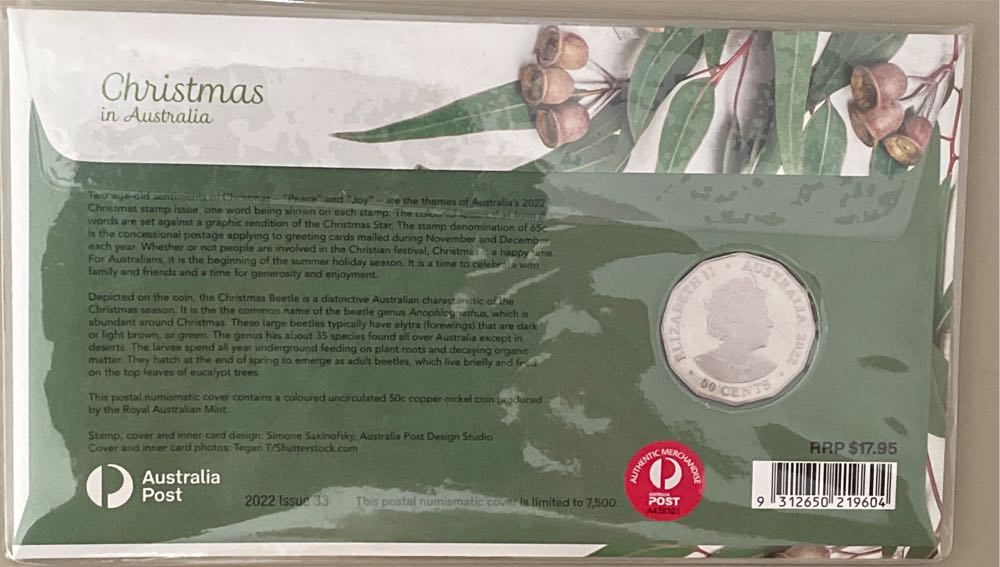 Christmas
in Australia
Two age-old sentiments of Christmas – "Peace" and "Joy" – are the themes of Australia's 2022
Christmas stamp issue, one word being shown on each stamp. The colourful letters that form the
words are set against a graphic rendition of the Christmas Star. The stamp denomination of 65c
is the concessional postage applying to greeting cards mailed during November and December
each year. Whether or not people are involved in the Christian festival, Christmas is a happy time.
For Australians, it is the beginning of the summer holiday season. It is a time to celebrate with
family and friends and a time for generosity and enjoyment.
Depicted on the coin, the Christmas Beetle is a distinctive Australian characteristic of the
Christmas season. It is the the common name of the beetle genus Anoplognathus, which is
abundant around Christmas. These large beetles typically have elytra (forewings) that are dark
or light brown, or green. The genus has about 35 species found all over Australia except in
deserts. The larvae spend all year underground feeding on plant roots and decaying organic
matter. They hatch at the end of spring to emerge as adult beetles, which live briefly and feed
on the top leaves of eucalypt trees.
This postal numismatic cover contains a coloured uncirculated 50c copper-nickel coin produced
by the Royal Australian Mint.
Stamp, cover and inner card design: Simone Sakinofsky, Australia Post Design Studio
Cover and inner card photos: Tegan T/Shutterstock.com
Australia
Post
2022 Issue 33
This postal numismatic cover is limited to 7,500.
ELIZABETH II • AUSTRALIA 2022
• 50 CENTS •
AUTHENTIC MERCHANDISE
AUSTRALIA
POST
A438301
RRP $17.95
9 312650 219604